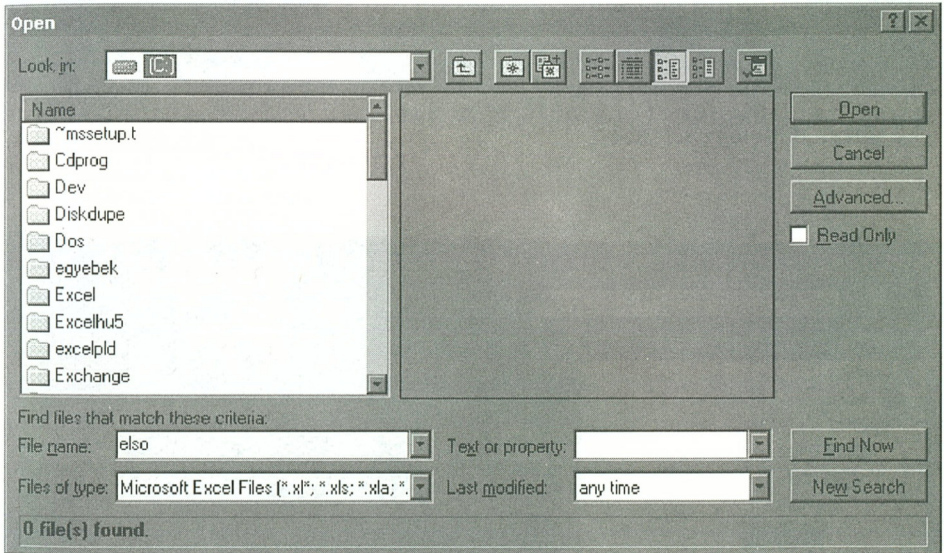 Open
Look in: (C:)
Name
~mssetup.t
Cdprog
Dev
Diskdupe
Dos
egyebek
Excel
Excelhu5
excelpld
Exchange
Open
Cancel
Advanced...
Read Only
Find files that match these criteria:
File name: elso Text or property: Find Now
Files of type: Microsoft Excel Files (*.xl*; *.xls; *.xla; *. Last modified: any time New Search
0 file(s) found.